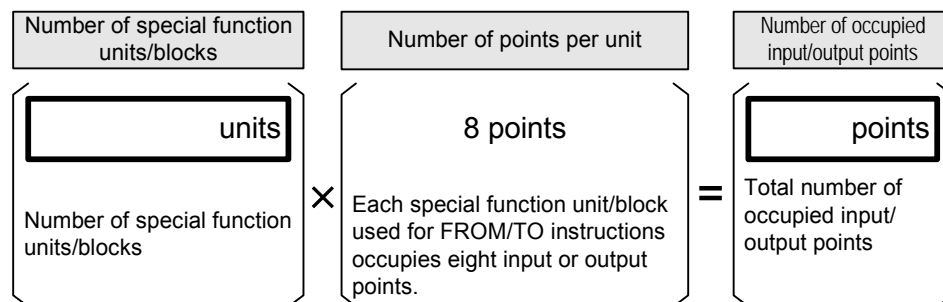 Number of special function
units/blocks
Number of points per unit
Number of occupied
input/output points
units
Number of special function
units/blocks
×
8 points
Each special function unit/block
used for FROM/TO instructions
occupies eight input or output
points.
=
points
Total number of
occupied input/
output points